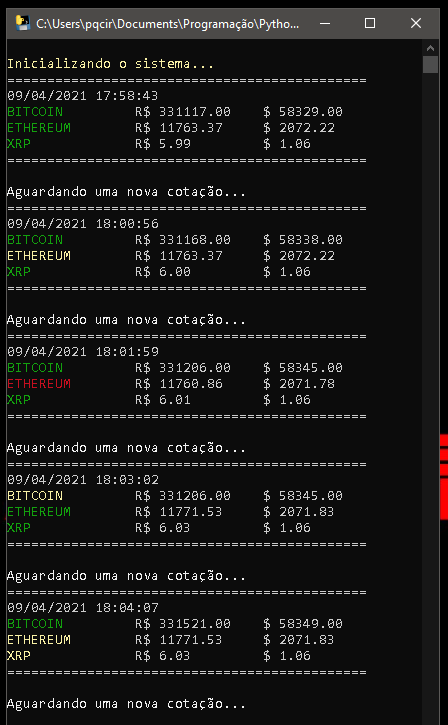 C:\Users\pqcir\Documents\Programação\Pytho...
Inicializando o sistema...
=============================================
09/04/2021 17:58:43
BITCOIN R$ 331117.00 $ 58329.00
ETHEREUM R$ 11763.37 $ 2072.22
XRP R$ 5.99 $ 1.06
=============================================
Aguardando uma nova cotação...
=============================================
09/04/2021 18:00:56
BITCOIN R$ 331168.00 $ 58338.00
ETHEREUM R$ 11763.37 $ 2072.22
XRP R$ 6.00 $ 1.06
=============================================
Aguardando uma nova cotação...
=============================================
09/04/2021 18:01:59
BITCOIN R$ 331206.00 $ 58345.00
ETHEREUM R$ 11760.86 $ 2071.78
XRP R$ 6.01 $ 1.06
=============================================
Aguardando uma nova cotação...
=============================================
09/04/2021 18:03:02
BITCOIN R$ 331206.00 $ 58345.00
ETHEREUM R$ 11771.53 $ 2071.83
XRP R$ 6.03 $ 1.06
=============================================
Aguardando uma nova cotação...
=============================================
09/04/2021 18:04:07
BITCOIN R$ 331521.00 $ 58349.00
ETHEREUM R$ 11771.53 $ 2071.83
XRP R$ 6.03 $ 1.06
=============================================
Aguardando uma nova cotação...